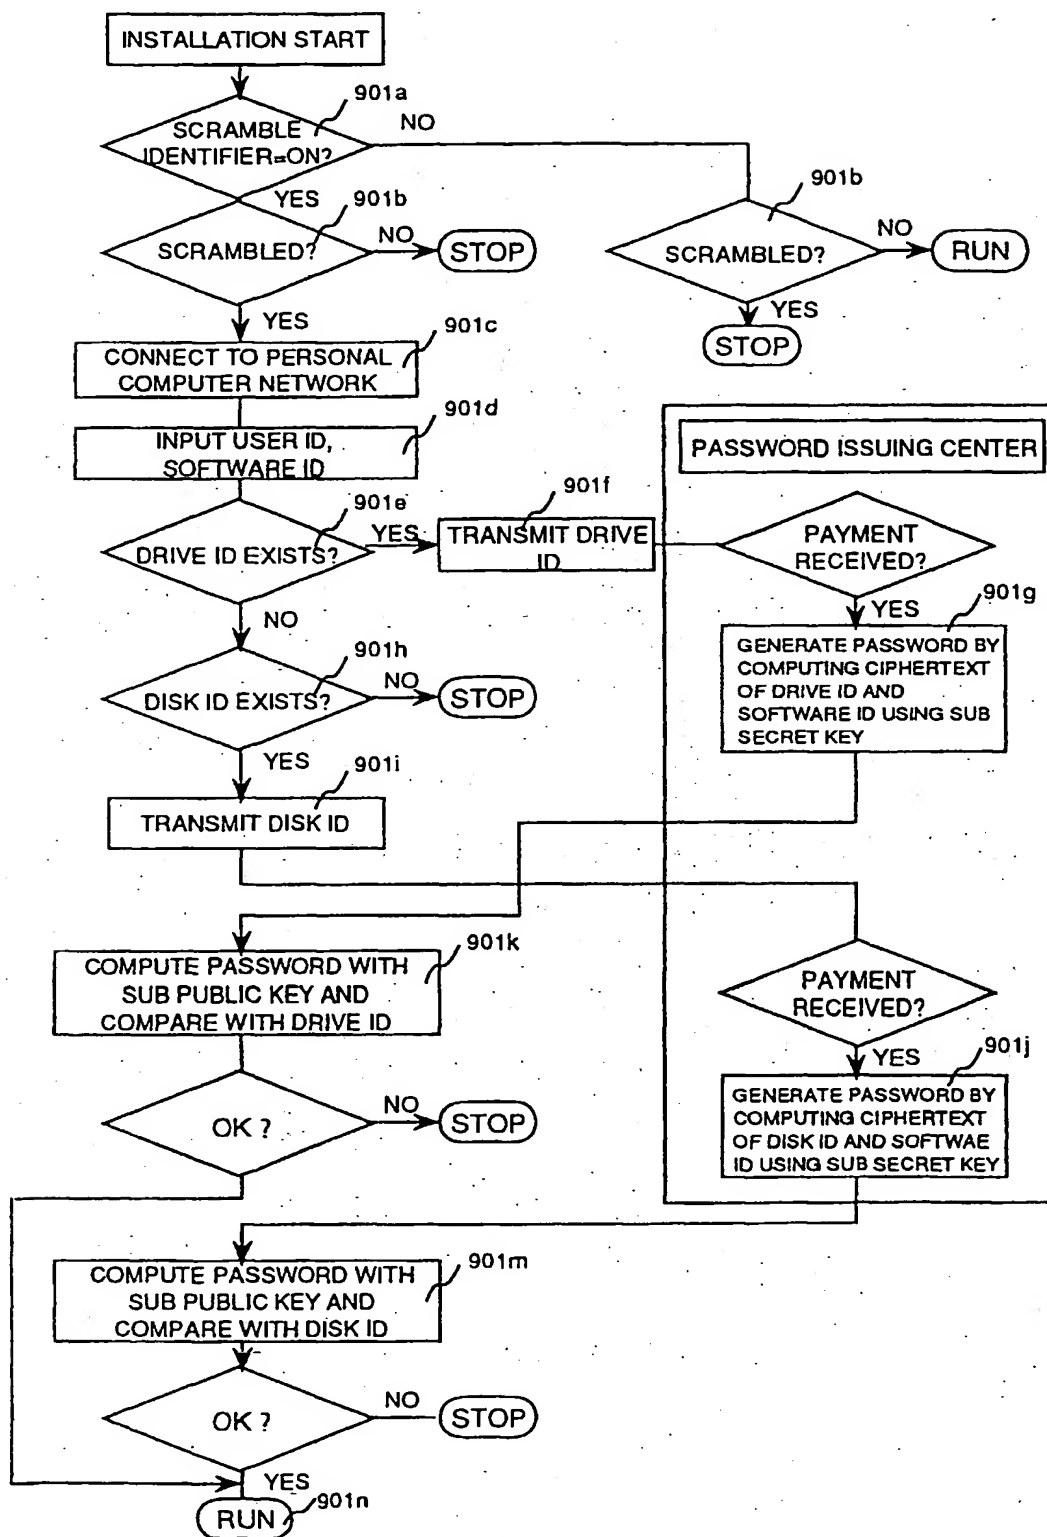 INSTALLATION START
901a
SCRAMBLE
IDENTIFIER=ON?
NO
YES
901b
SCRAMBLED?
NO
STOP
901b
SCRAMBLED?
NO
RUN
YES
STOP
YES
901c
CONNECT TO PERSONAL
COMPUTER NETWORK
901d
INPUT USER ID,
SOFTWARE ID
PASSWORD ISSUING CENTER
901e
DRIVE ID EXISTS?
YES
901f
TRANSMIT DRIVE
ID
PAYMENT
RECEIVED?
YES
901g
GENERATE PASSWORD BY
COMPUTING CIPHERTEXT
OF DRIVE ID AND
SOFTWARE ID USING SUB
SECRET KEY
NO
901h
DISK ID EXISTS?
NO
STOP
YES
901i
TRANSMIT DISK ID
901k
COMPUTE PASSWORD WITH
SUB PUBLIC KEY AND
COMPARE WITH DRIVE ID
PAYMENT
RECEIVED?
YES
901j
GENERATE PASSWORD BY
COMPUTING CIPHERTEXT
OF DISK ID AND SOFTWAE
ID USING SUB SECRET KEY
OK ?
NO
STOP
901m
COMPUTE PASSWORD WITH
SUB PUBLIC KEY AND
COMPARE WITH DISK ID
OK ?
NO
STOP
YES
901n
RUN